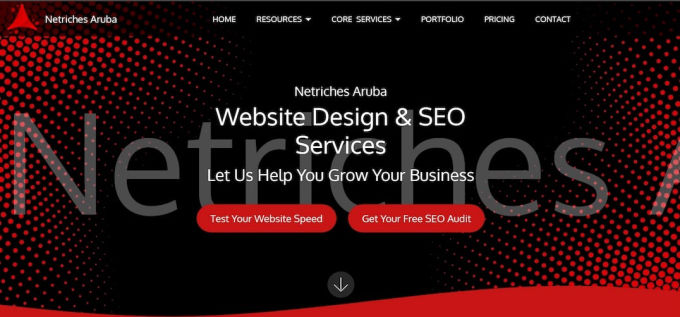 Netriches Aruba
HOME RESOURCES CORE SERVICES PORTFOLIO PRICING CONTACT
Netriches A
Netriches Aruba
Website Design & SEO
Services
Let Us Help You Grow Your Business
Test Your Website Speed Get Your Free SEO Audit